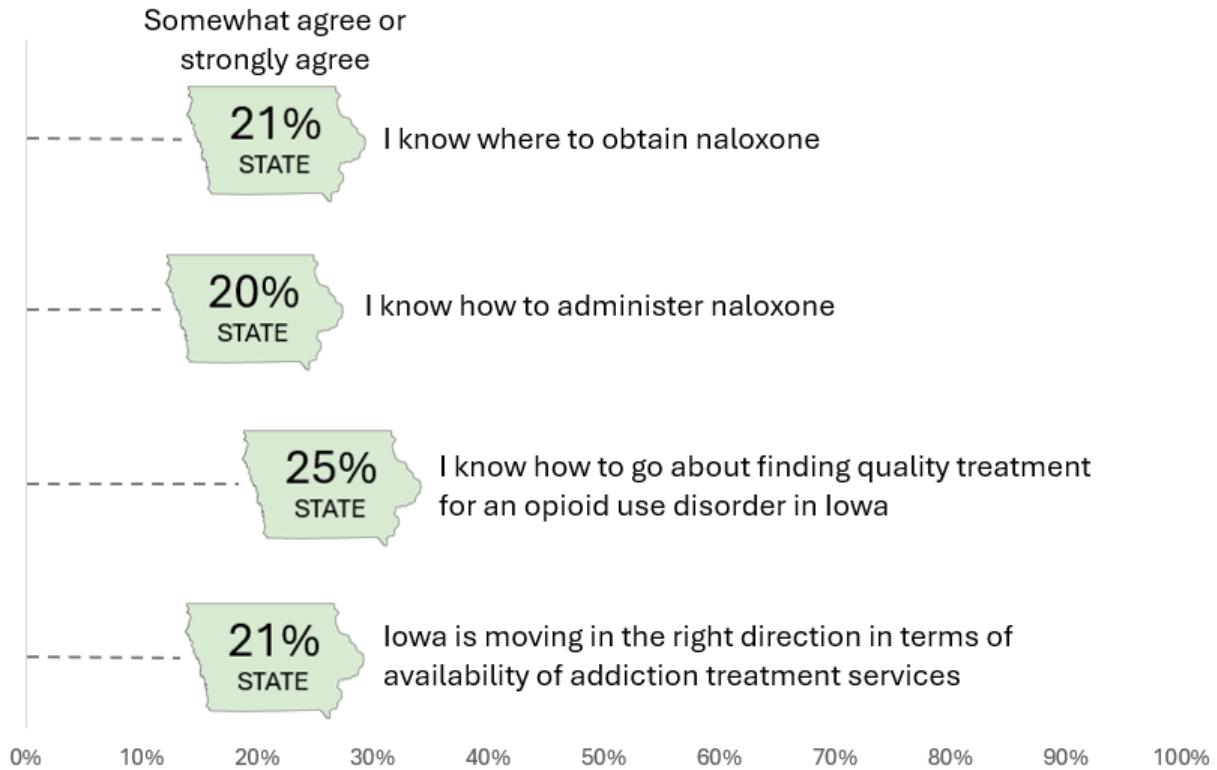 Somewhat agree or
strongly agree
21%
STATE
I know where to obtain naloxone
20%
STATE
I know how to administer naloxone
25%
STATE
I know how to go about finding quality treatment
for an opioid use disorder in Iowa
21%
STATE
Iowa is moving in the right direction in terms of
availability of addiction treatment services
0% 10% 20% 30% 40% 50% 60% 70% 80% 90% 100%